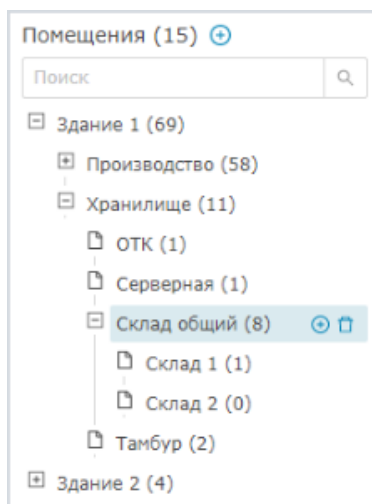 Помещения (15)
Поиск
Здание 1 (69)
Производство (58)
Хранилище (11)
ОТК (1)
Серверная (1)
Склад общий (8)
Склад 1 (1)
Склад 2 (0)
Тамбур (2)
Здание 2 (4)